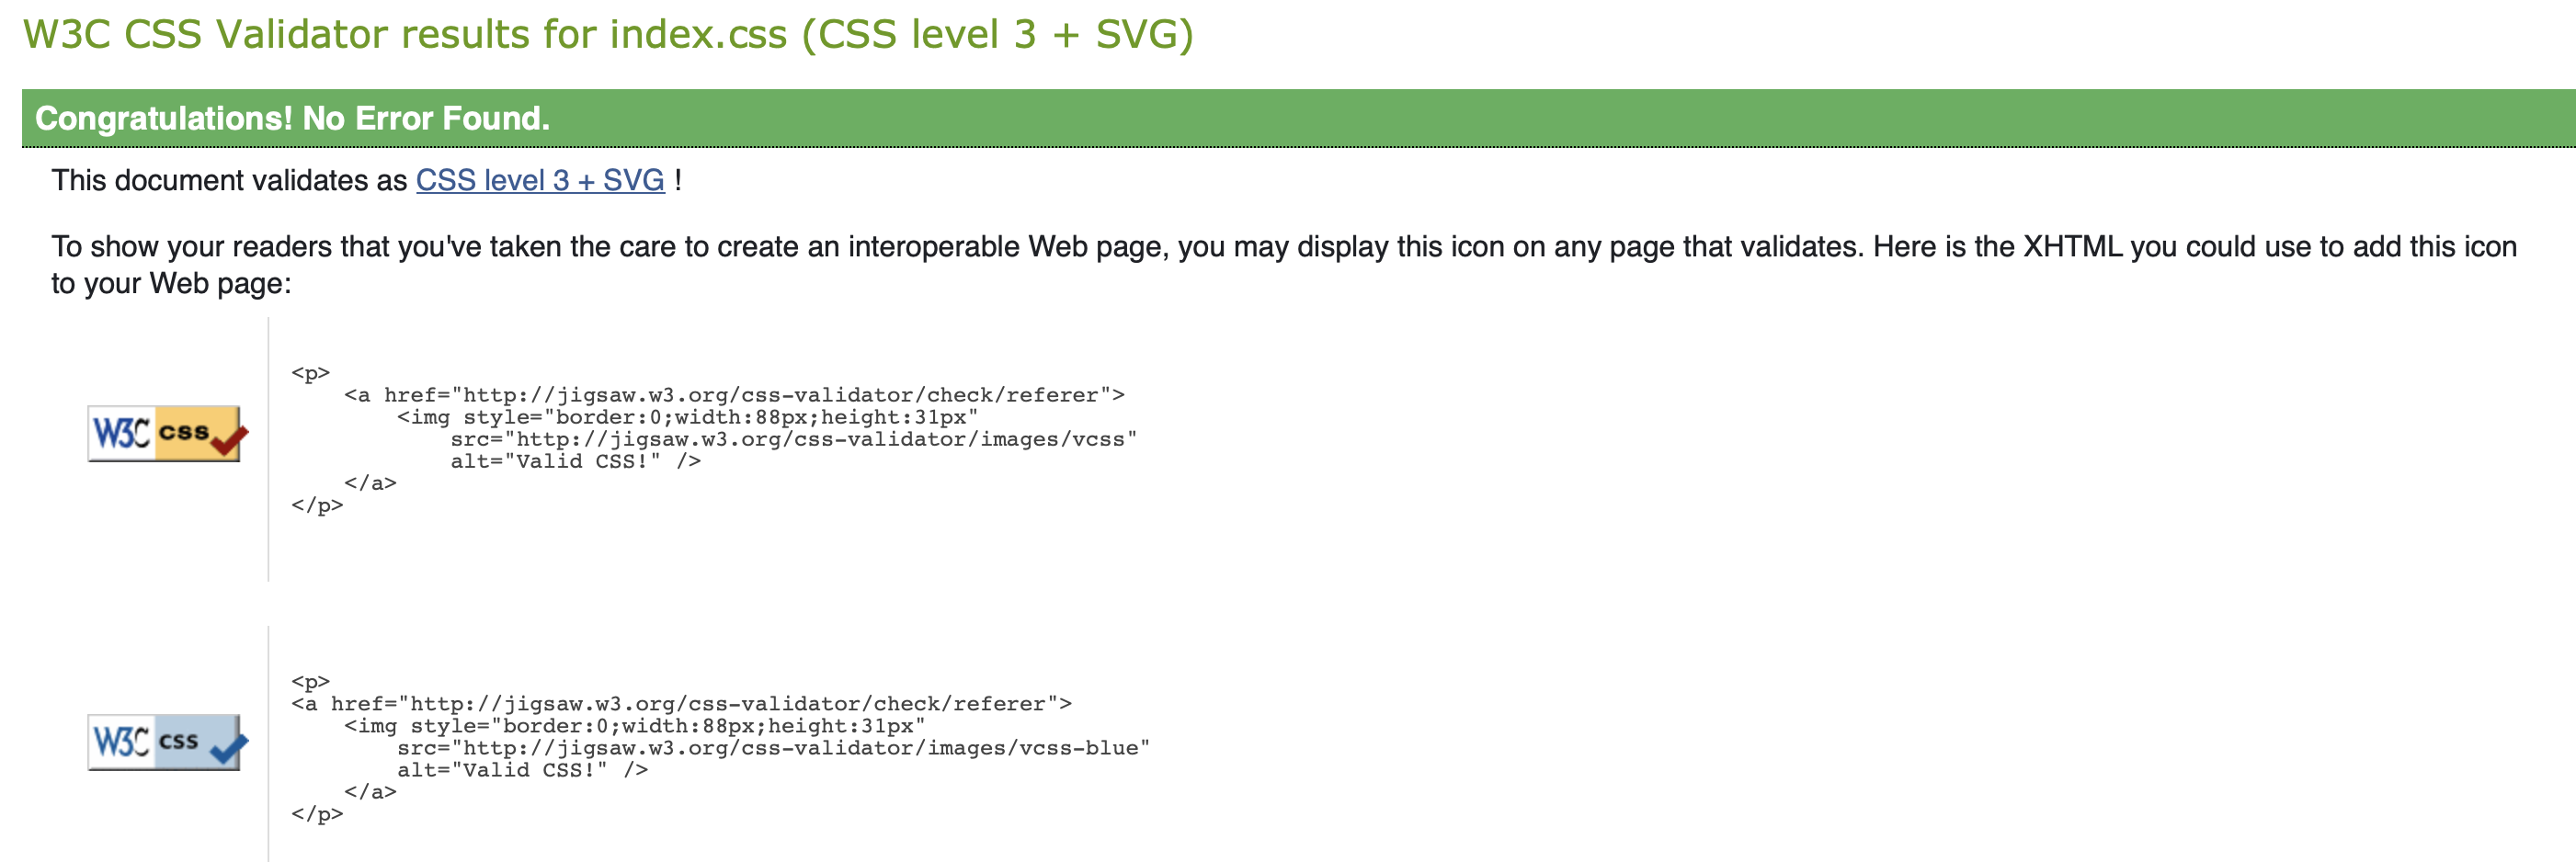 W3C CSS Validator results for index.css (CSS level 3 + SVG)
Congratulations! No Error Found.
This document validates as CSS level 3 + SVG !
To show your readers that you've taken the care to create an interoperable Web page, you may display this icon on any page that validates. Here is the XHTML you could use to add this icon
to your Web page:
W3C css
<p>
    <a href="http://jigsaw.w3.org/css-validator/check/referer">
        <img style="border:0;width:88px;height:31px"
            src="http://jigsaw.w3.org/css-validator/images/vcss"
            alt="Valid CSS!" />
    </a>
</p>
W3C css
<p>
<a href="http://jigsaw.w3.org/css-validator/check/referer">
    <img style="border:0;width:88px;height:31px"
        src="http://jigsaw.w3.org/css-validator/images/vcss-blue"
        alt="Valid CSS!" />
    </a>
</p>